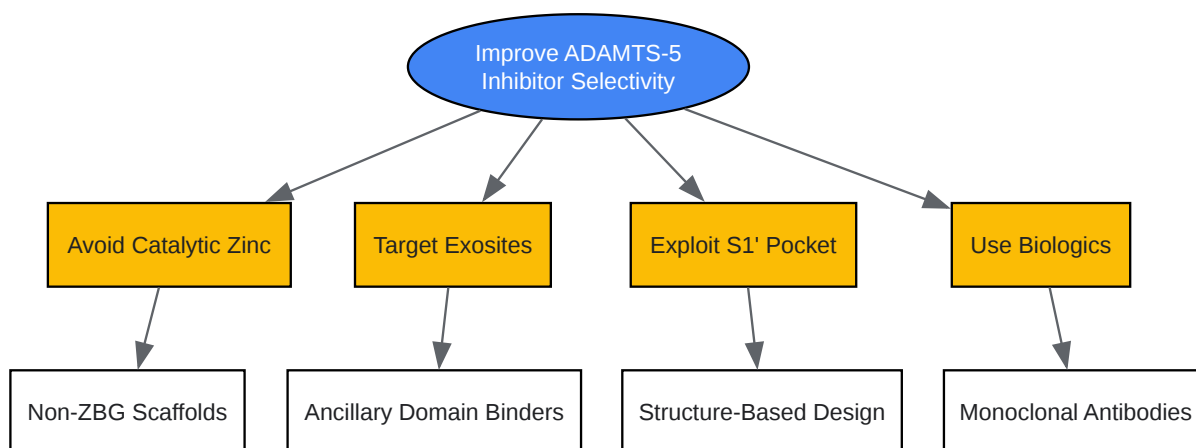 Improve ADAMTS-5
Inhibitor Selectivity
Avoid Catalytic Zinc
Target Exosites
Exploit S1' Pocket
Use Biologics
Non-ZBG Scaffolds
Ancillary Domain Binders
Structure-Based Design
Monoclonal Antibodies